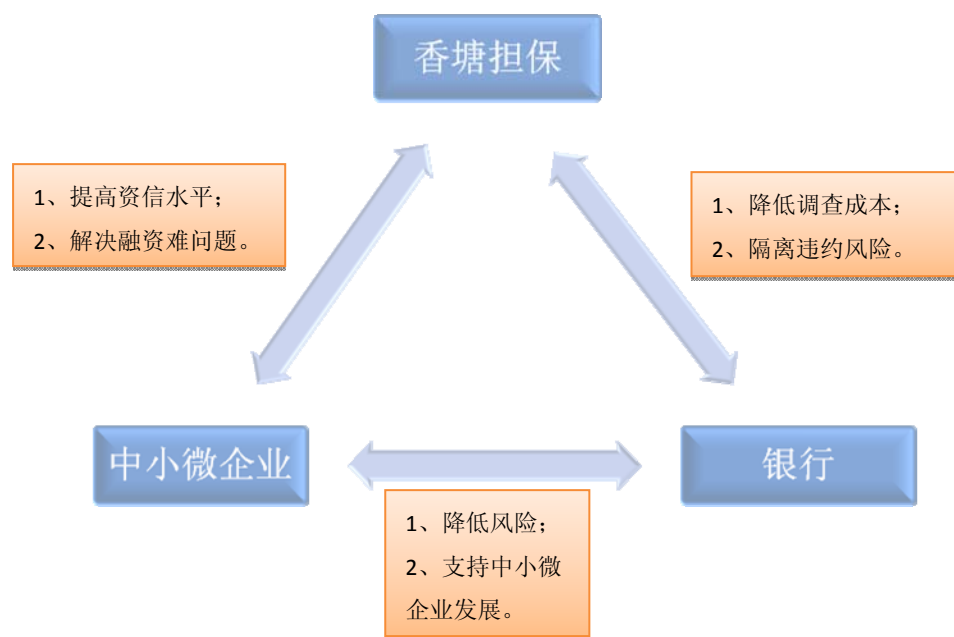 香塘担保
1、提高资信水平；
2、解决融资难问题。
1、降低调查成本；
2、隔离违约风险。
中小微企业
银行
1、降低风险；
2、支持中小微
企业发展。